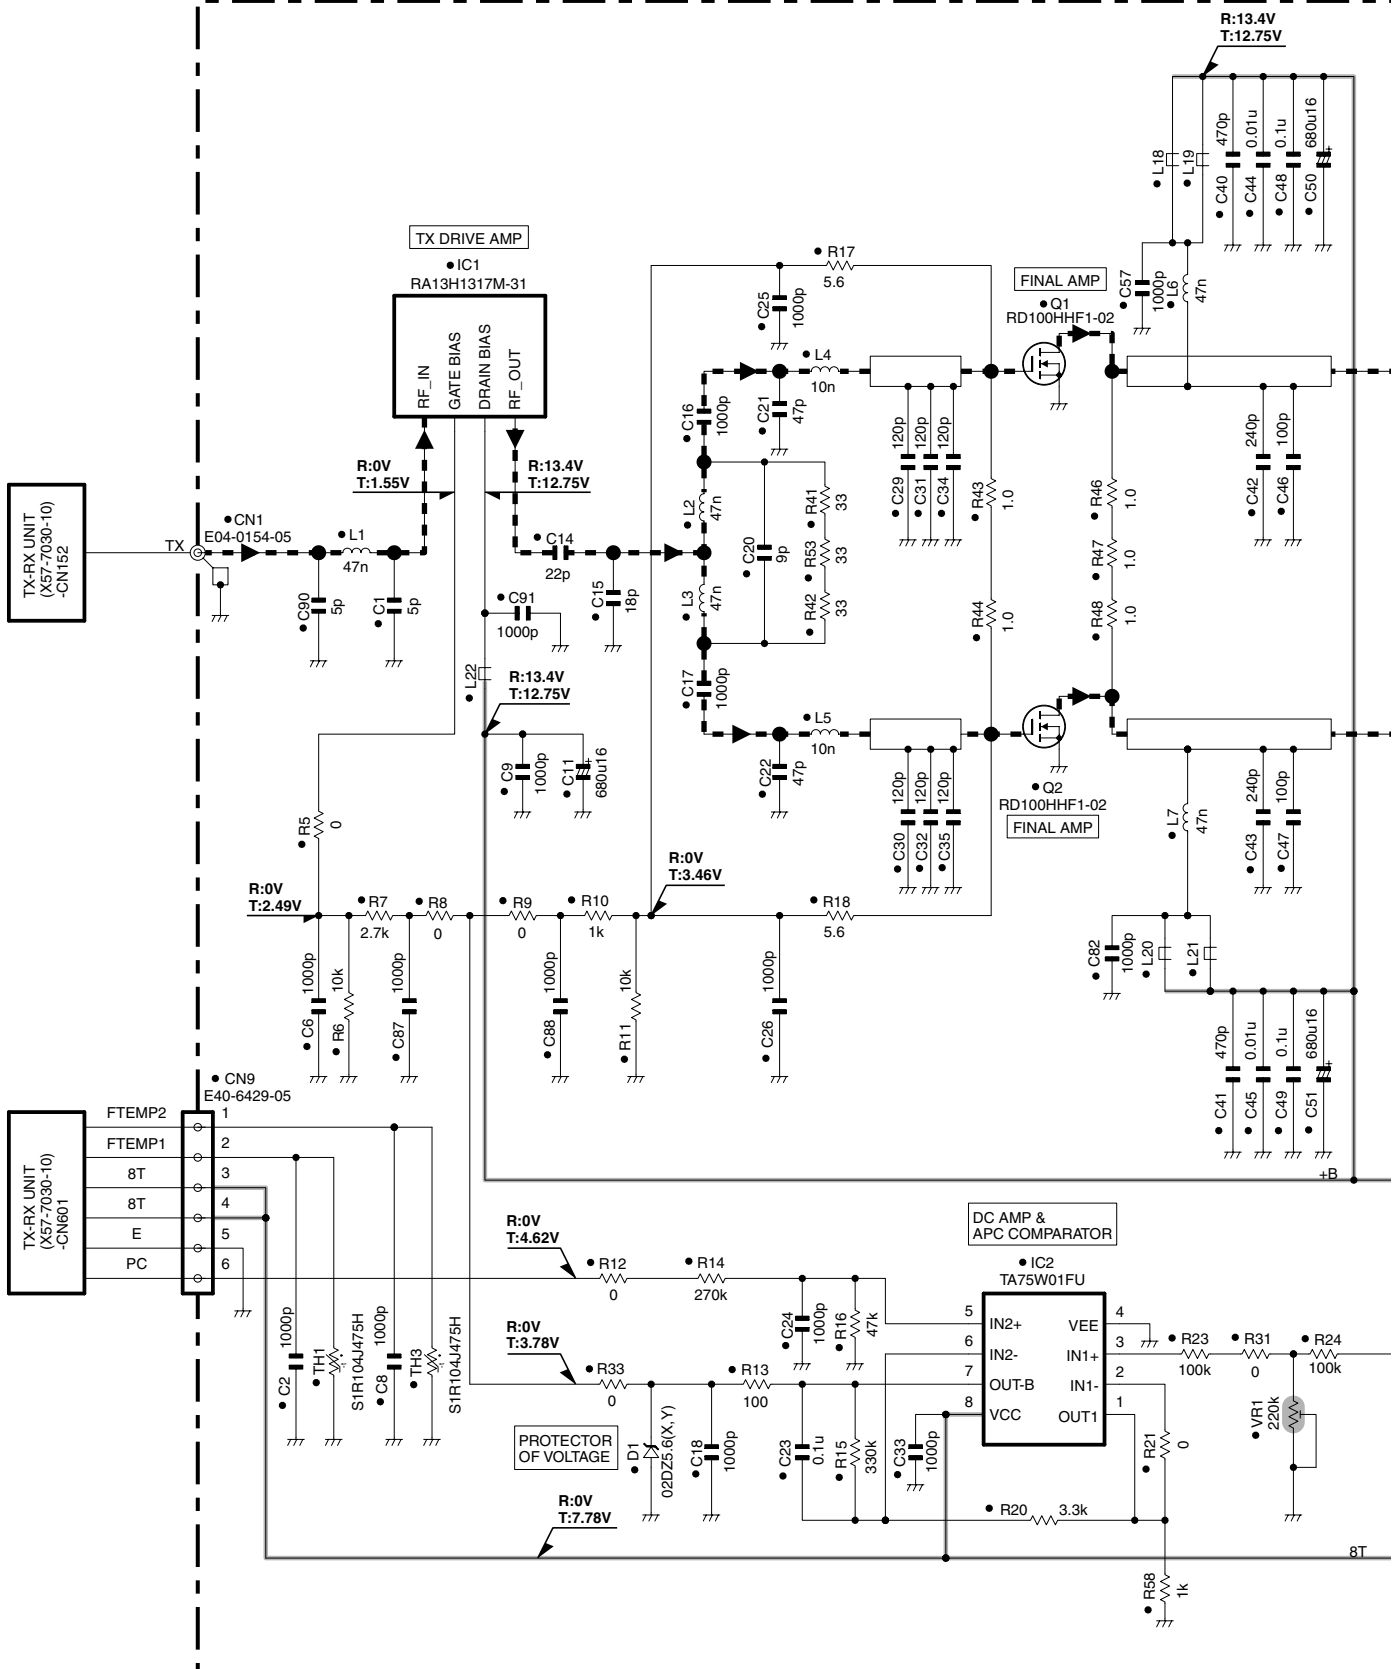 R:13.4V
T:12.75V
L18
L19
470p
C40
0.01u
C44
0.1u
C48
680u16
+
C50
TX DRIVE AMP
IC1
RA13H1317M-31
RF_IN
GATE BIAS
DRAIN BIAS
RF_OUT
R17
5.6
C25
1000p
FINAL AMP
Q1
RD100HHF1-02
C57
1000p
L6
47n
L4
10n
C16
1000p
C21
47p
120p
120p
120p
C29
C31
C34
240p
100p
C42
C46
R:0V
T:1.55V
R:13.4V
T:12.75V
TX-RX UNIT
(X57-7030-10)
-CN152
TX
CN1
E04-0154-05
L1
47n
C90
5p
C1
5p
C14
22p
C15
18p
C91
1000p
L2
47n
L3
47n
C20
9p
R41
33
R53
33
R42
33
R43
1.0
R44
1.0
R46
1.0
R47
1.0
R48
1.0
L22
R:13.4V
T:12.75V
C17
1000p
L5
10n
C9
1000p
C11
680u16
+
C22
47p
120p
120p
120p
C30
C32
C35
Q2
RD100HHF1-02
FINAL AMP
L7
47n
240p
100p
C43
C47
R5
0
R:0V
T:2.49V
R7
2.7k
R8
0
R9
0
R10
1k
R:0V
T:3.46V
R18
5.6
1000p
C6
10k
R6
1000p
C87
1000p
C88
10k
R11
1000p
C26
C82
1000p
L20
L21
470p
C41
0.01u
C45
0.1u
C49
680u16
+
C51
CN9
E40-6429-05
TX-RX UNIT
(X57-7030-10)
-CN601
FTEMP2
1
FTEMP1
2
8T
3
8T
4
E
5
PC
6
+B
R:0V
T:4.62V
R12
0
R14
270k
DC AMP &
APC COMPARATOR
IC2
TA75W01FU
C2
1000p
TH1
S1R104J475H
C8
1000p
TH3
S1R104J475H
C24
1000p
R16
47k
5
IN2+
6
IN2-
7
OUT-B
8
VCC
VEE
4
IN1+
3
IN1-
2
OUT1
1
R23
100k
R31
0
R24
100k
VR1
220k
R:0V
T:3.78V
R33
0
R13
100
PROTECTOR
OF VOLTAGE
D1
02DZ5.6(X,Y)
C18
1000p
C23
0.1u
R15
330k
C33
1000p
R21
0
R20
3.3k
R:0V
T:7.78V
8T
R58
1k